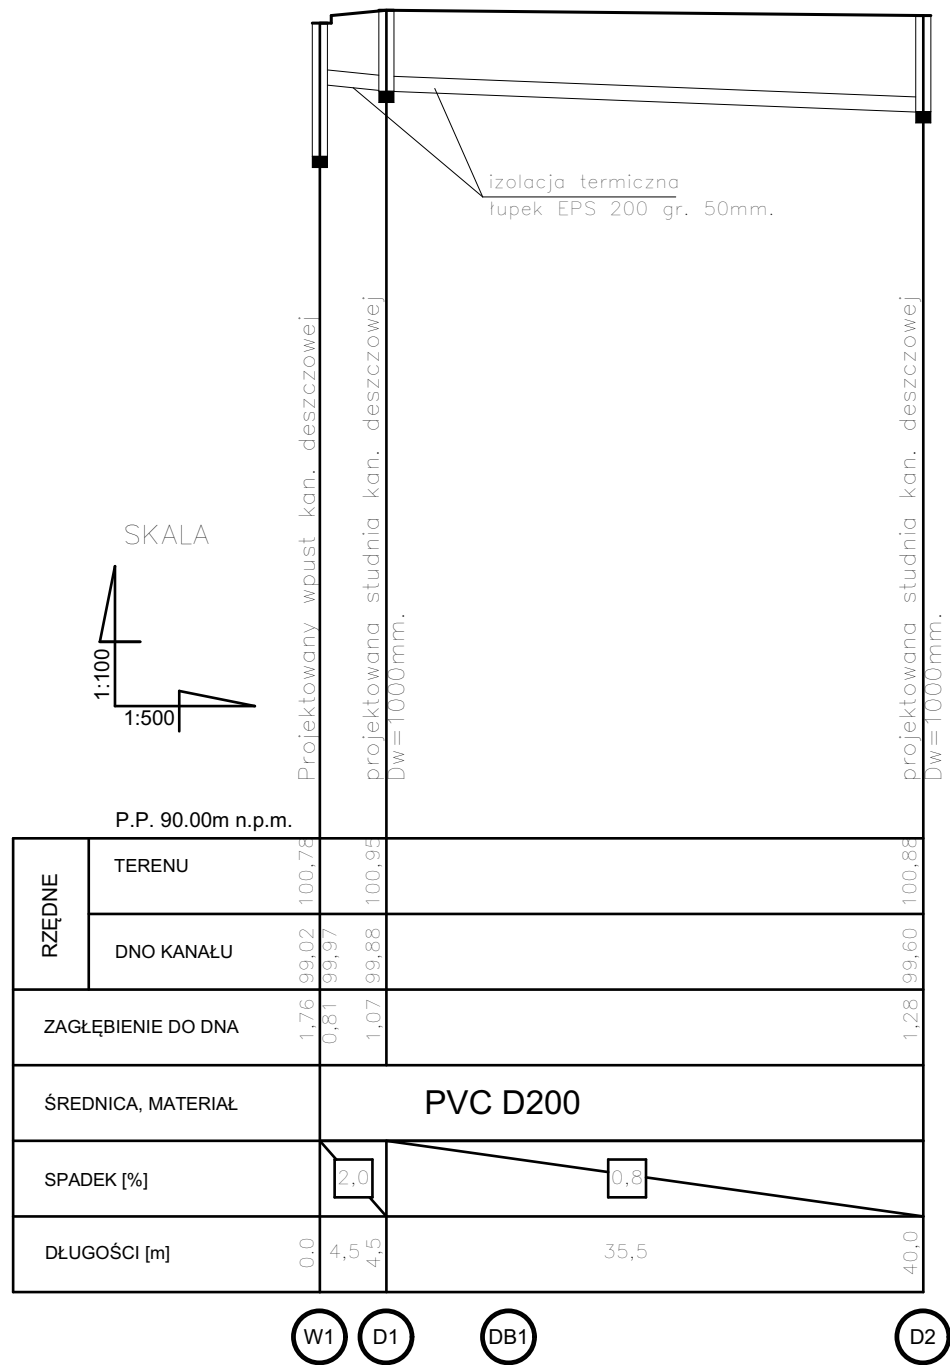 izolacja termiczna
łupek EPS 200 gr. 50mm.
Projektowany wpust kan. deszczowej
projektowana studnia kan. deszczowej
Dw=1000mm.
projektowana studnia kan. deszczowej
Dw=1000mm.
SKALA
1:100
1:500
P.P. 90.00m n.p.m.
RZĘDNE
TERENU
100,78
100,95
100,88
DNO KANAŁU
99,02
99,97
99,88
99,60
ZAGŁĘBIENIE DO DNA
1,76
0,81
1,07
1,28
ŚREDNICA, MATERIAŁ
PVC D200
SPADEK [%]
2,0
0,8
DŁUGOŚCI [m]
0.0
4,5
4,5
35,5
40,0
W1
D1
DB1
D2